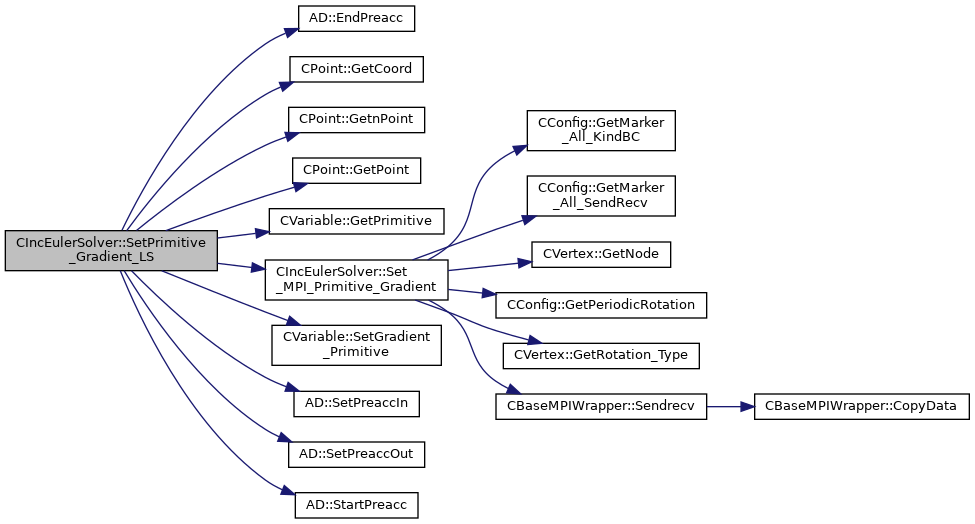 CIncEulerSolver::SetPrimitive
_Gradient_LS
AD::EndPreacc
CPoint::GetCoord
CPoint::GetnPoint
CPoint::GetPoint
CVariable::GetPrimitive
CIncEulerSolver::Set
_MPI_Primitive_Gradient
CVariable::SetGradient
_Primitive
AD::SetPreaccIn
AD::SetPreaccOut
AD::StartPreacc
CConfig::GetMarker
_All_KindBC
CConfig::GetMarker
_All_SendRecv
CVertex::GetNode
CConfig::GetPeriodicRotation
CVertex::GetRotation_Type
CBaseMPIWrapper::Sendrecv
CBaseMPIWrapper::CopyData